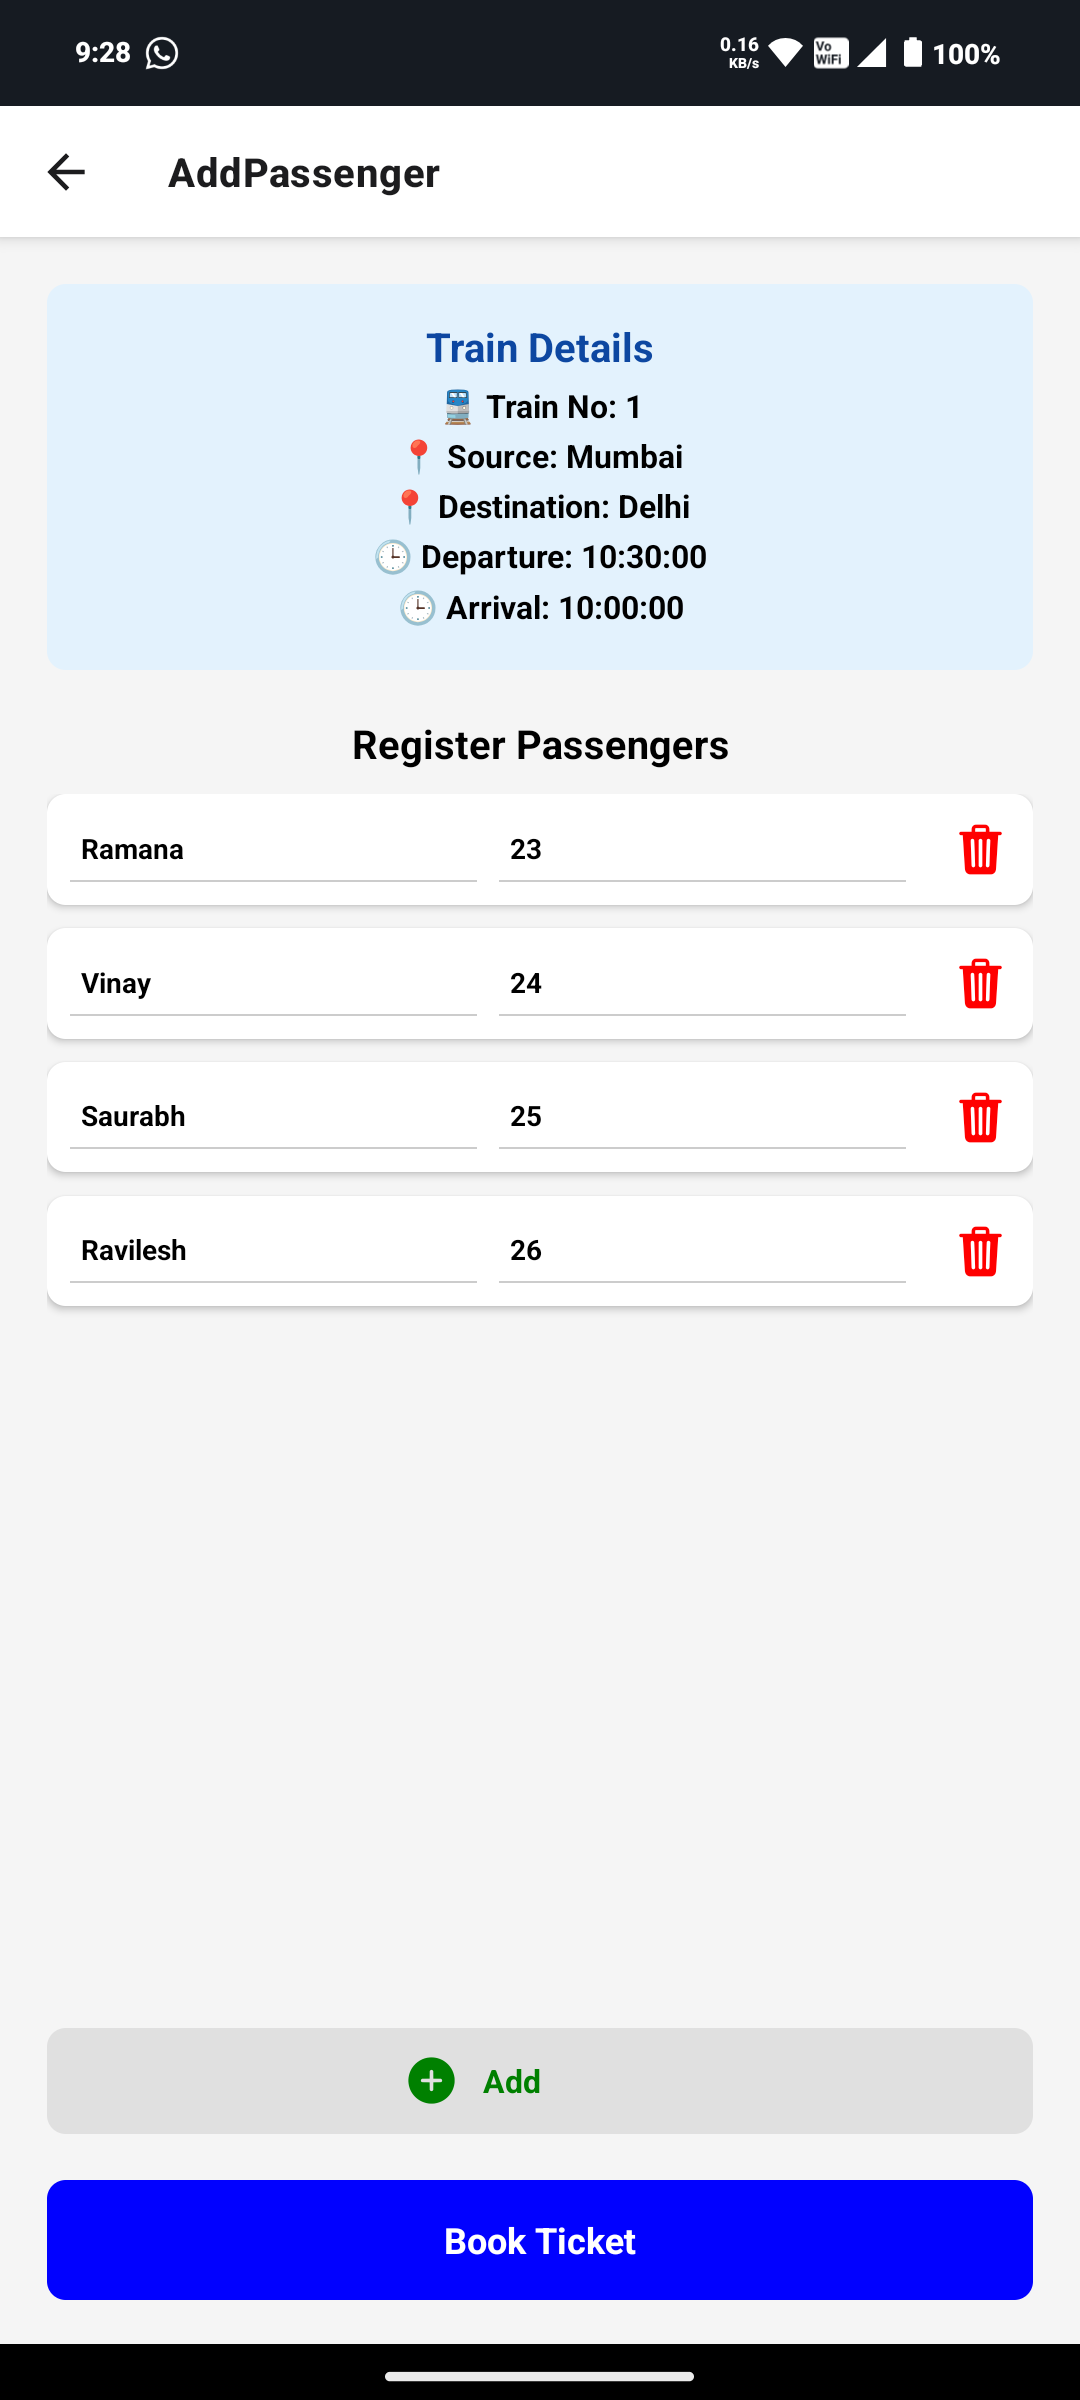 9:28
0.16
KB/s
Vo
WiFi
100%
AddPassenger
Train Details
🚆 Train No: 1
📍 Source: Mumbai
📍 Destination: Delhi
🕒 Departure: 10:30:00
🕒 Arrival: 10:00:00
Register Passengers
Ramana 23
Vinay 24
Saurabh 25
Ravilesh 26
Add
Book Ticket